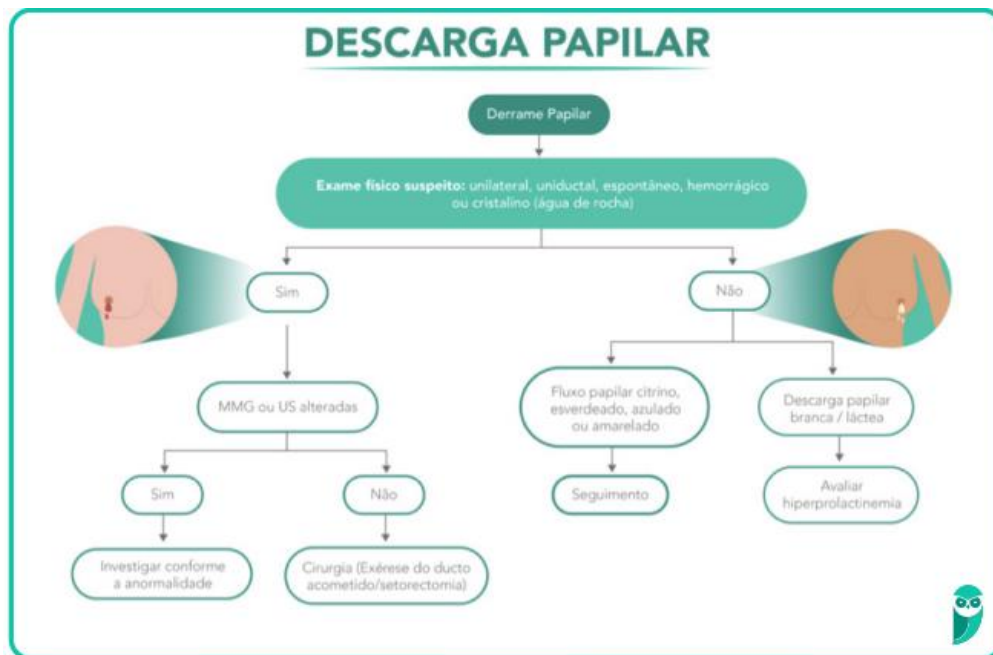 DESCARGA PAPILAR
Derrame Papilar
Exame físico suspeito: unilateral, uniductal, espontâneo, hemorrágico
ou cristalino (água de rocha)
Sim
Não
MMG ou US alteradas
Fluxo papilar citrino,
esverdeado, azulado
ou amarelado
Descarga papilar
branca / láctea
Sim
Não
Seguimento
Avaliar
hiperprolactinemia
Investigar conforme
a anormalidade
Cirurgia (Exérese do ducto
acometido/setorectomia)